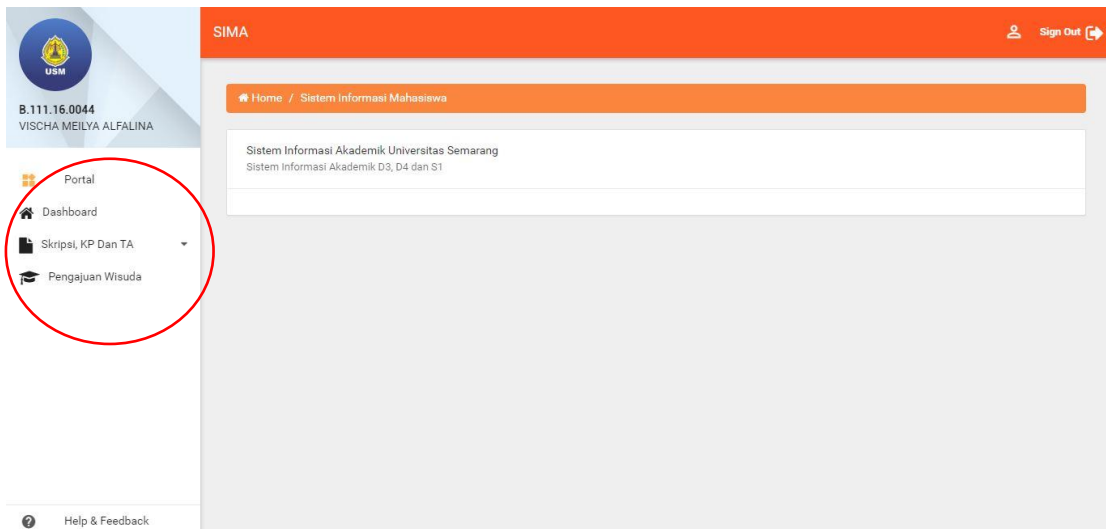 USM
B.111.16.0044
VISCHA MEILYA ALFALINA
Portal
Dashboard
Skripsi, KP Dan TA
Pengajuan Wisuda
Help & Feedback
SIMA
Sign Out
Home / Sistem Informasi Mahasiswa
Sistem Informasi Akademik Universitas Semarang
Sistem Informasi Akademik D3, D4 dan S1